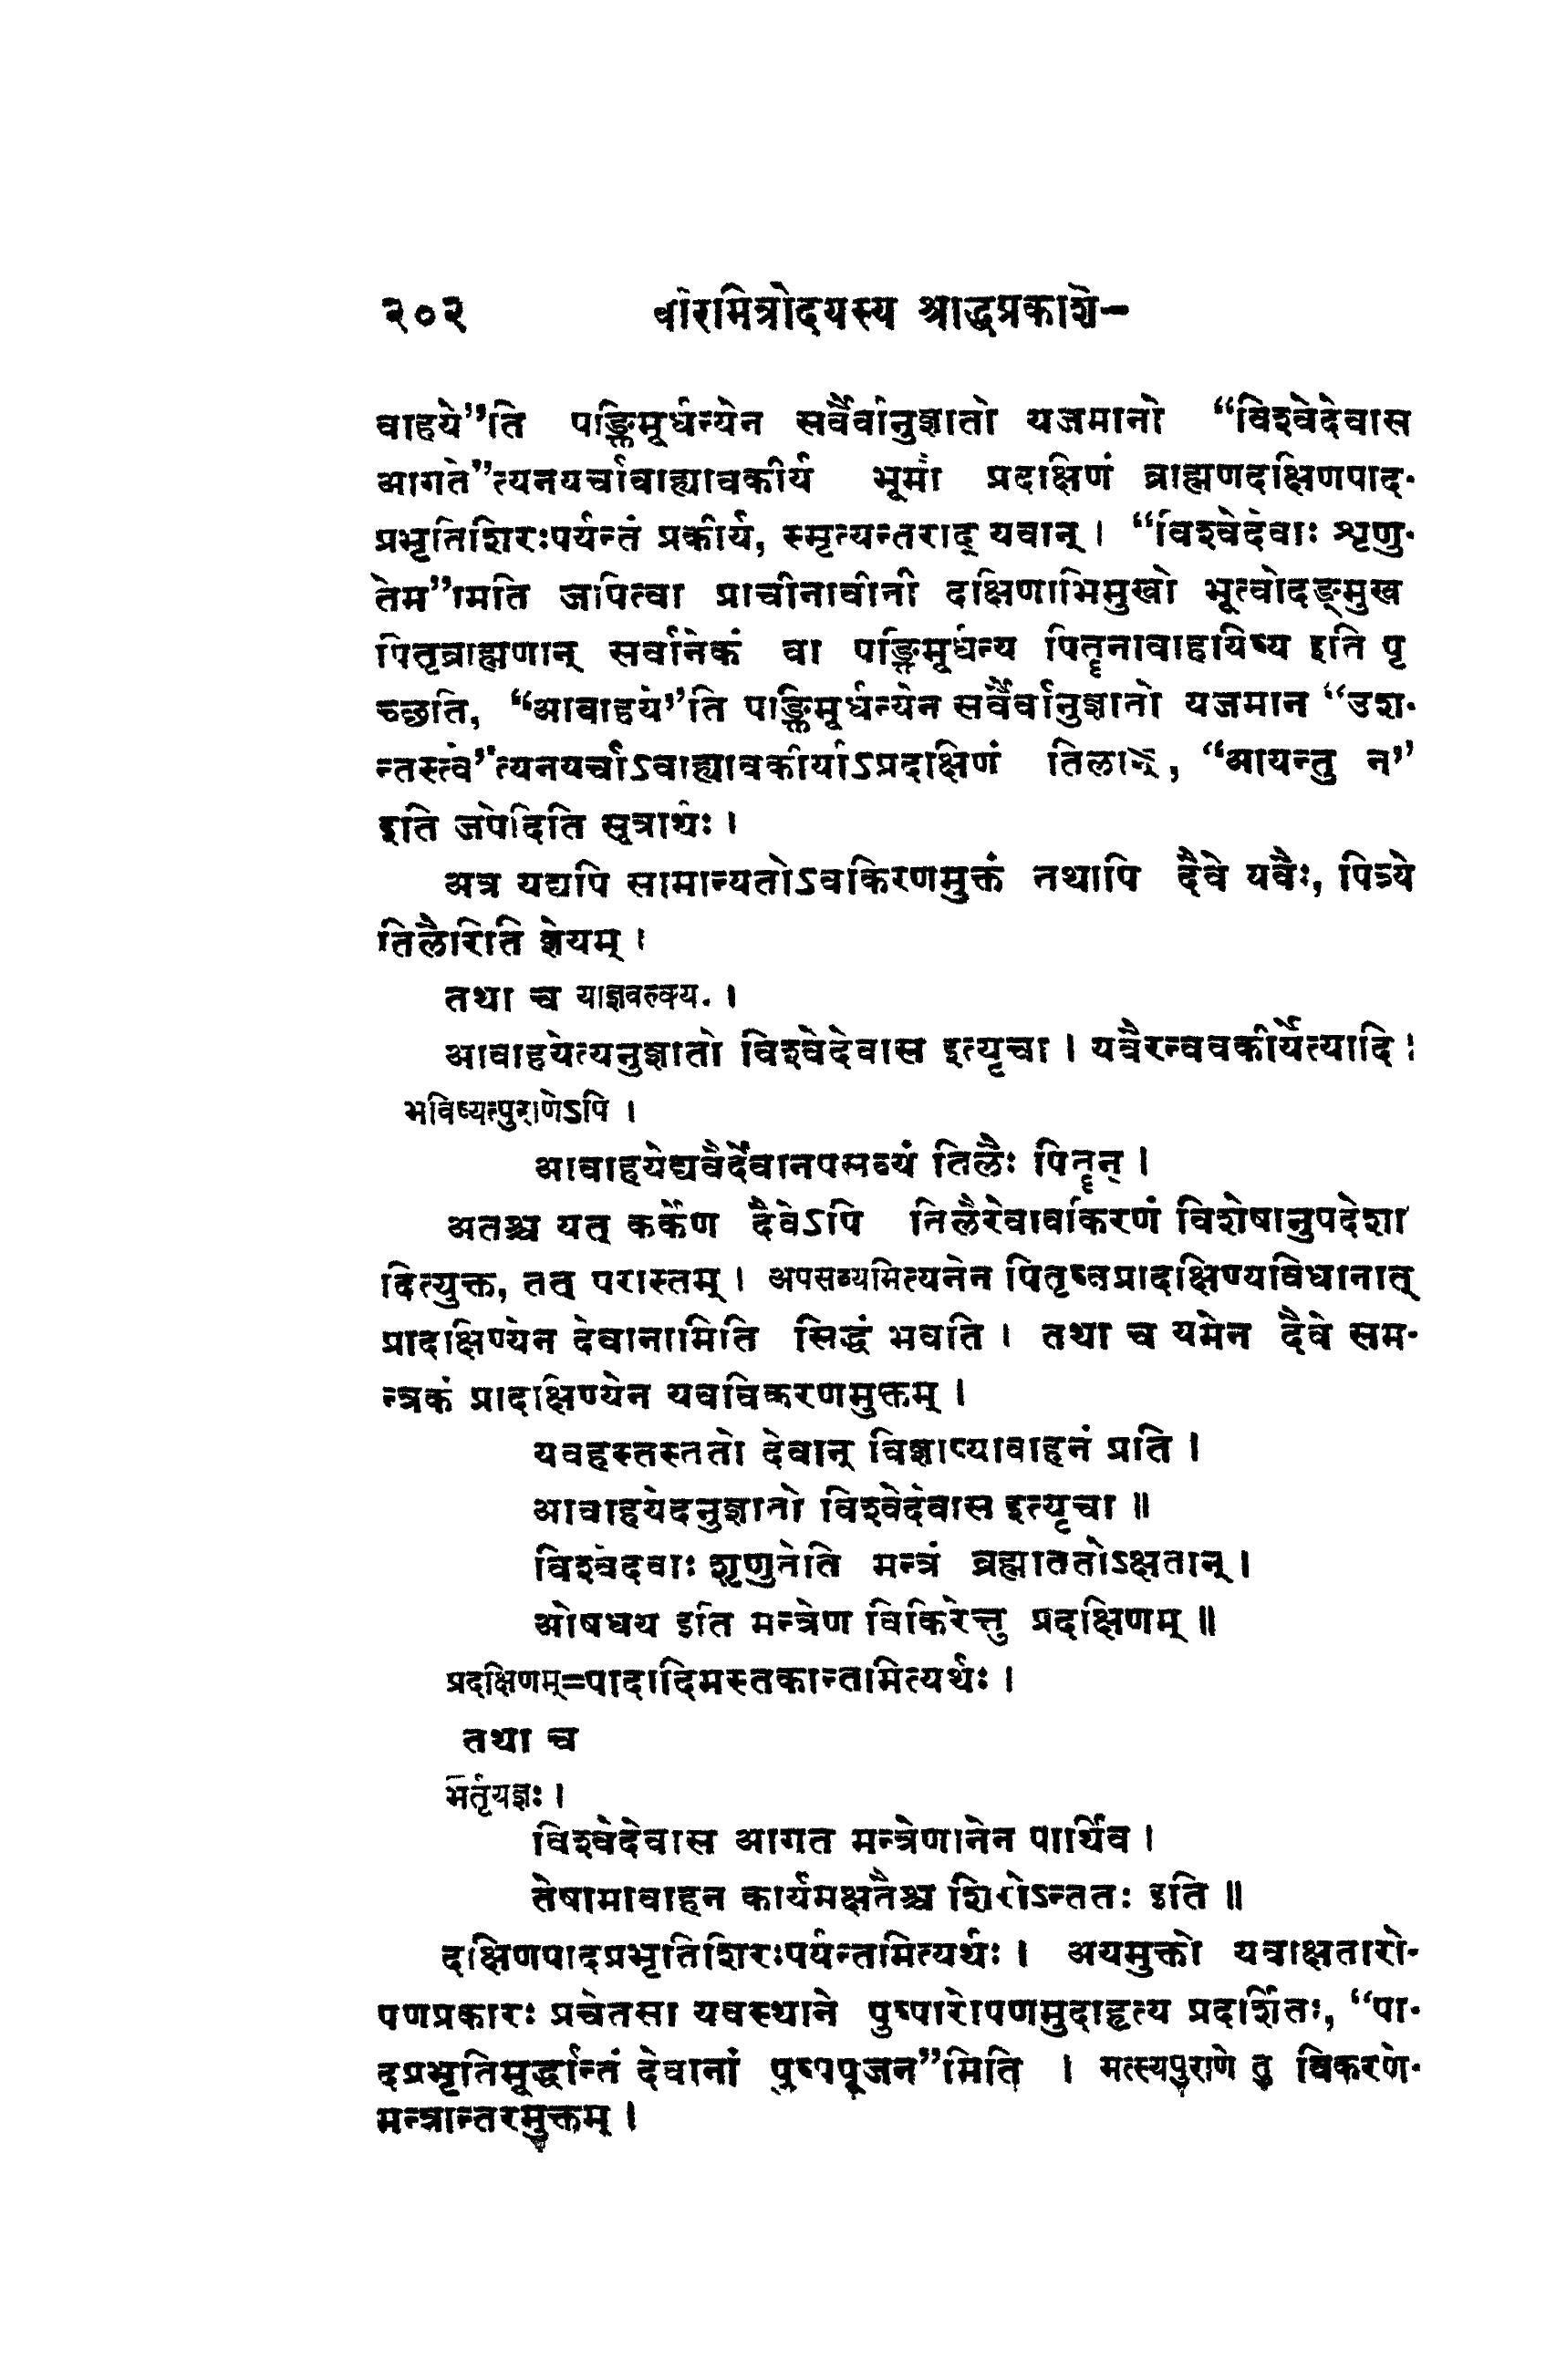 २०२ वीरमित्रोदयस्य श्राद्धप्रकाशे-
वाहये”ति पङ्क्तिमूर्धन्येन सर्वैर्वानुज्ञातो यजमानो “विश्वेदेवास
आगते”त्यनयर्चावाह्यावकीर्य भूमौ प्रदक्षिणं ब्राह्मणदक्षिणपाद-
प्रभृतिशिरःपर्यन्तं प्रकीर्य, स्मृत्यन्तराद् यवान् । “विश्वेदेवाः शृणु-
तेम”मिति जपित्वा प्राचीनावीती दक्षिणाभिमुखो भूत्वोदङ्मुख
पितृब्राह्मणान् सर्वानेकं वा पङ्क्तिमूर्धन्य पितॄनावाहयिष्य इति पृ
च्छति, “आवाहये”ति पङ्क्तिमूर्धन्येन सर्वैर्वानुज्ञातो यजमान “उश-
न्तस्त्वे”त्यनयर्चाऽवाह्यावकीर्याऽप्रदक्षिणं तिलान्, “आयन्तु न”
इति जपेदिति सूत्रार्थः ।
अत्र यद्यपि सामान्यतोऽवकिरणमुक्तं तथापि दैवे यवैः, पित्र्ये
तिलैरिति ज्ञेयम् ।
तथा च याज्ञवल्क्य. ।
आवाहयेत्यनुज्ञातो विश्वेदेवास इत्यृचा । यवैरन्ववकीर्येत्यादि ।
भविष्यत्पुराणेऽपि ।
आवाहयेद्यवैर्देवानपसव्यं तिलैः पितॄन् ।
अतश्च यत् कर्केण दैवेऽपि तिलैरेवावकिरणं विशेषानुपदेशा
दित्युक्त, तत् परास्तम् । अपसव्यमित्यनेन पितृष्वप्रादक्षिण्यविधानात्
प्रादक्षिण्येन देवानामिति सिद्धं भवति । तथा च यमेन दैवे सम-
न्त्रकं प्रादक्षिण्येन यवविकरणमुक्तम् ।
यवहस्तस्ततो देवान् विज्ञाप्यावाहनं प्रति ।
आवाहयेदनुज्ञातो विश्वेदेवास इत्यृचा ॥
विश्वेदेवाः शृणुतेति मन्त्रं ब्रह्माततोऽक्षतान् ।
ओषधय इति मन्त्रेण विकिरेत्तु प्रदक्षिणम् ॥
प्रदक्षिणम्=पादादिमस्तकान्तमित्यर्थः ।
तथा च
भर्तृयज्ञः ।
विश्वेदेवास आगत मन्त्रेणानेन पार्थिव ।
तेषामावाहन कार्यमक्षतैश्च शिरोऽन्ततः इति ॥
दक्षिणपादप्रभृतिशिरःपर्यन्तमित्यर्थः । अयमुक्तो यवाक्षतारो-
पणप्रकारः प्रचेतसा यवस्थाने पुष्पारोपणमुदाहृत्य प्रदर्शितः, “पा-
दप्रभृतिमूर्द्धान्तं देवानां पुष्पपूजन”मिति । मत्स्यपुराणे तु विकरणे-
मन्त्रान्तरमुक्तम् ।